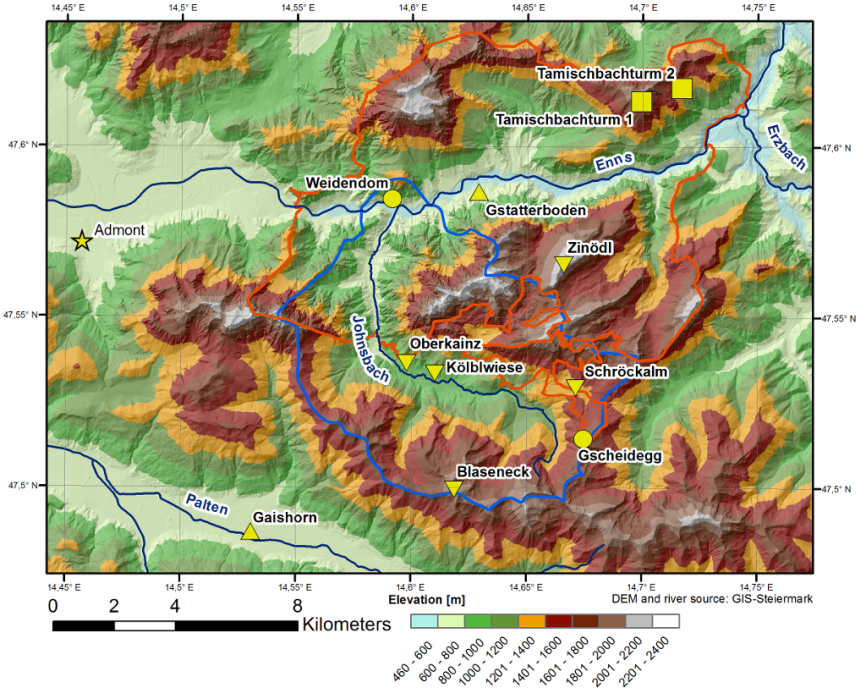 14,45° E 14,5° E 14,55° E 14,6° E 14,65° E 14,7° E 14,75° E
Tamischbachturm 2
Tamischbachturm 1
47,6° N 47,6° N
Enns
Erzbach
Weidendom
Gstatterboden
Admont
Zinödl
47,55° N 47,55° N
Johnsbach
Oberkainz
Kölblwiese
Schröckalm
Gscheidegg
Blaseneck
47,5° N 47,5° N
Palten
Gaishorn
14,45° E 14,5° E 14,55° E 14,6° E 14,65° E 14,7° E 14,75° E
Elevation [m]
DEM and river source: GIS-Steiermark
0 2 4 8
Kilometers
460 - 600
600 - 800
800 - 1000
1000 - 1200
1201 - 1400
1401 - 1600
1601 - 1800
1801 - 2000
2001 - 2200
2201 - 2400